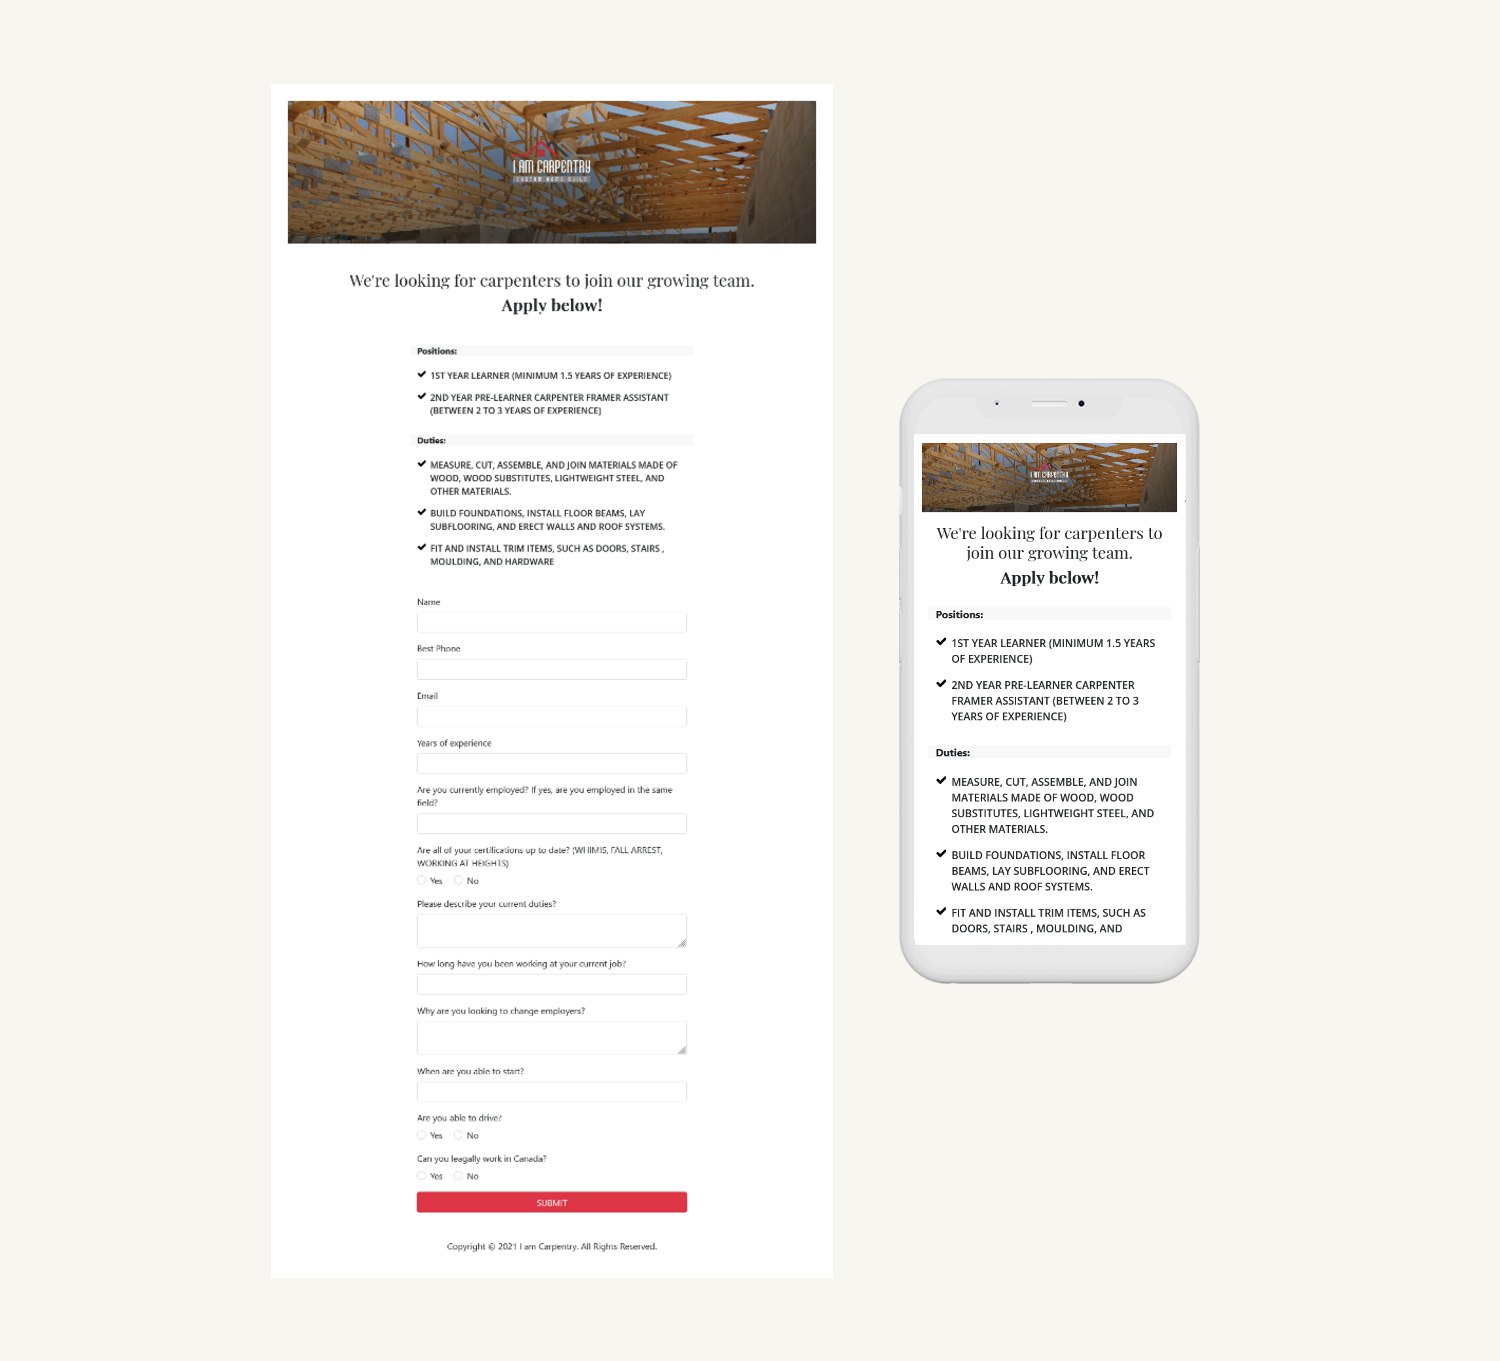 I AM CARPENTRY
CUSTOM HOME BUILD
We're looking for carpenters to join our growing team.
Apply below!
Positions:
1ST YEAR LEARNER (MINIMUM 1.5 YEARS OF EXPERIENCE)
2ND YEAR PRE-LEARNER CARPENTER FRAMER ASSISTANT
(BETWEEN 2 TO 3 YEARS OF EXPERIENCE)
Duties:
MEASURE, CUT, ASSEMBLE, AND JOIN MATERIALS MADE OF
WOOD, WOOD SUBSTITUTES, LIGHTWEIGHT STEEL, AND
OTHER MATERIALS.
BUILD FOUNDATIONS, INSTALL FLOOR BEAMS, LAY
SUBFLOORING, AND ERECT WALLS AND ROOF SYSTEMS.
FIT AND INSTALL TRIM ITEMS, SUCH AS DOORS, STAIRS ,
MOULDING, AND HARDWARE
Name
Best Phone
Email
Years of experience
Are you currently employed? If yes, are you employed in the same
field?
Are all of your certifications up to date? (WHIMIS, FALL ARREST,
WORKING AT HEIGHTS)
Yes No
Please describe your current duties?
How long have you been working at your current job?
Why are you looking to change employers?
When are you able to start?
Are you able to drive?
Yes No
Can you leagally work in Canada?
Yes No
SUBMIT
Copyright © 2021 I am Carpentry. All Rights Reserved.
I AM CARPENTRY
We're looking for carpenters to
join our growing team.
Apply below!
Positions:
1ST YEAR LEARNER (MINIMUM 1.5 YEARS
OF EXPERIENCE)
2ND YEAR PRE-LEARNER CARPENTER
FRAMER ASSISTANT (BETWEEN 2 TO 3
YEARS OF EXPERIENCE)
Duties:
MEASURE, CUT, ASSEMBLE, AND JOIN
MATERIALS MADE OF WOOD, WOOD
SUBSTITUTES, LIGHTWEIGHT STEEL, AND
OTHER MATERIALS.
BUILD FOUNDATIONS, INSTALL FLOOR
BEAMS, LAY SUBFLOORING, AND ERECT
WALLS AND ROOF SYSTEMS.
FIT AND INSTALL TRIM ITEMS, SUCH AS
DOORS, STAIRS , MOULDING, AND